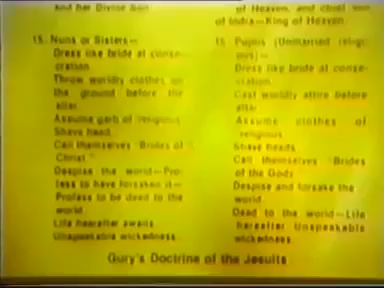 and her Divine Son.
15. Nuns or Sisters—
Dress like bride at conse-
cration.
Throw worldly clothes on
the ground before the
altar.
Assume garb of religious.
Shave head.
Call themselves "Brides of
Christ."
Despise the world—Pro-
fess to have forsaken it—
Profess to be dead to the
world.
Life hereafter awaits.
Unspeakable wickedness.
of Heaven, and chief
of Indra—King of Heaven.
15. (Unmarried religi-
ous)—
Dress like bride at conse-
cration.
Cast worldly attire before
altar.
Assume clothes of
religious.
Shave heads.
Call themselves "Brides
of the Gods."
Despise and forsake the
world.
Dead to the world—Life
hereafter. Unspeakable
wickedness.
Gury's Doctrine of the Jesuits